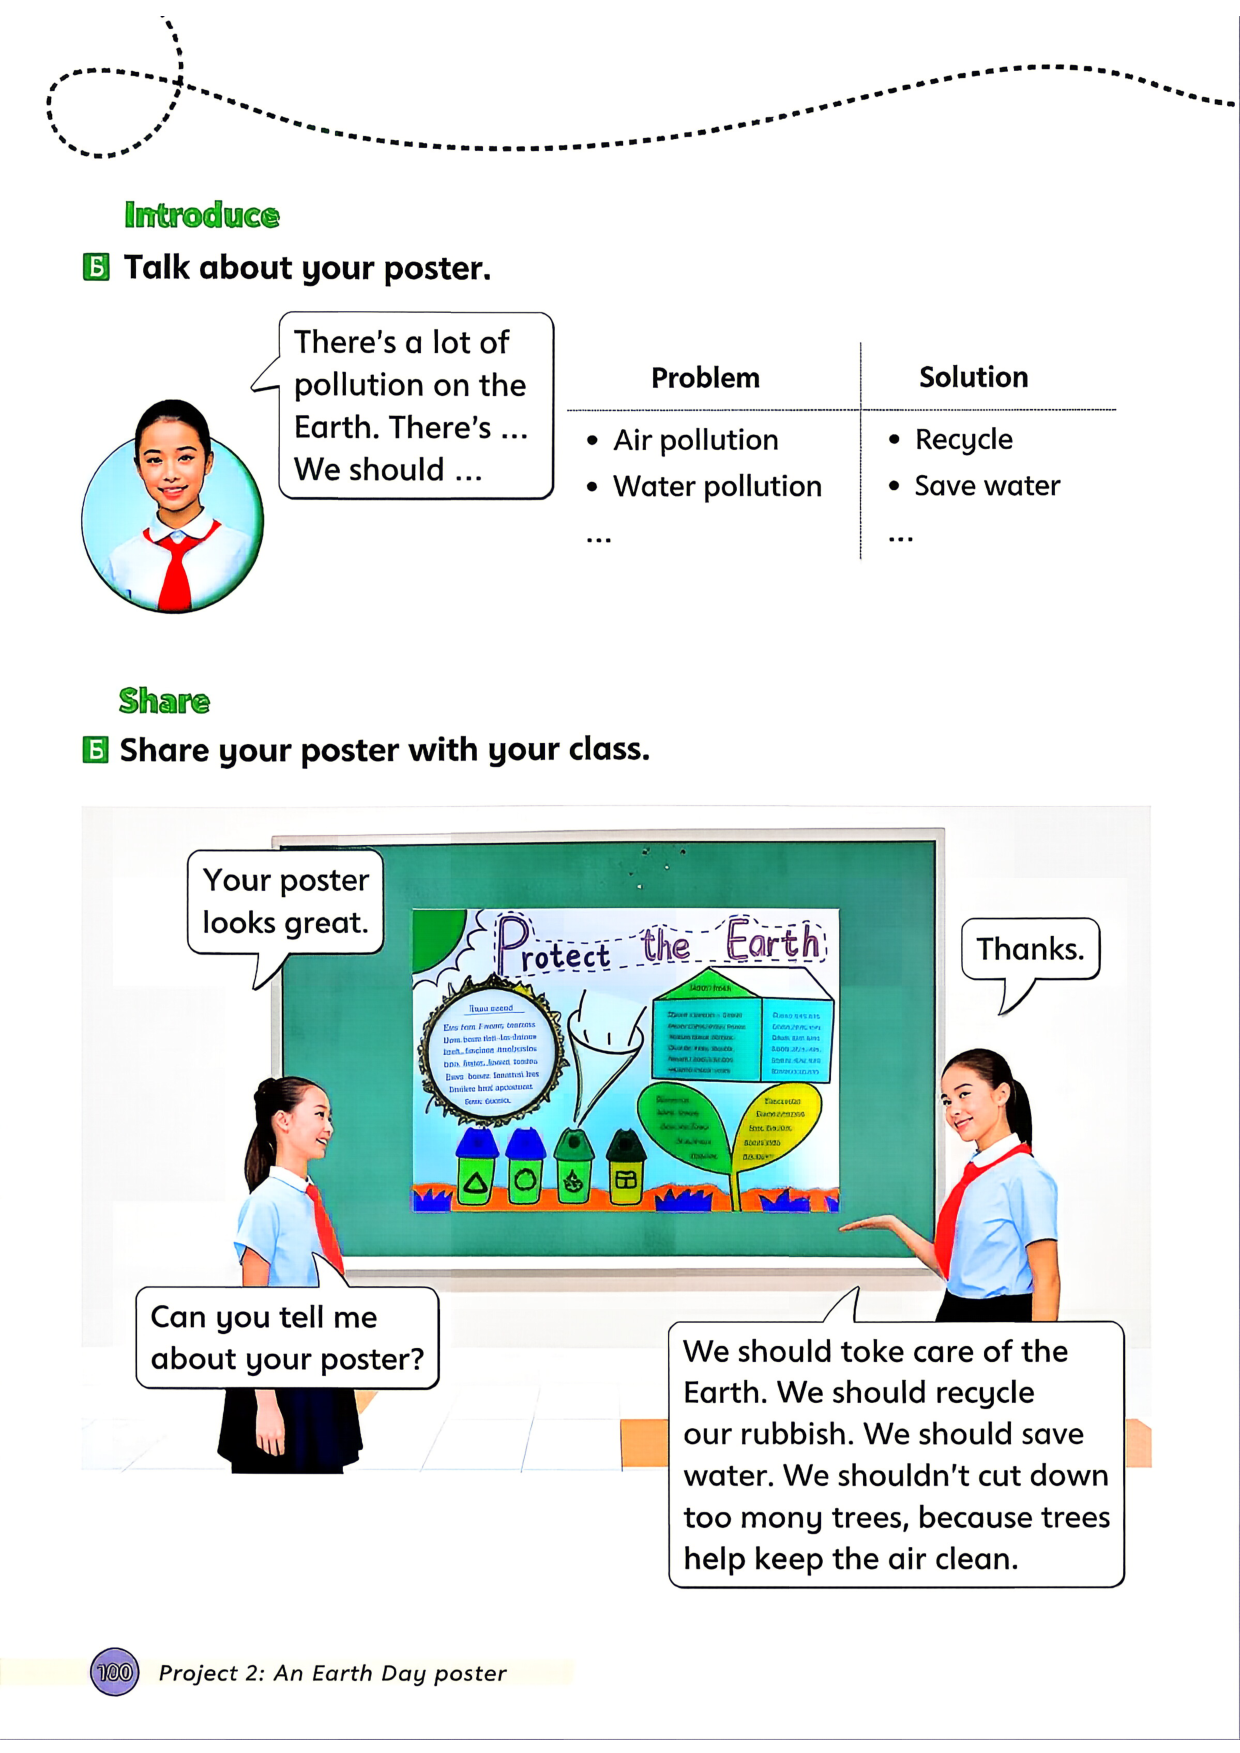 Introduce
Б Talk about your poster.
There's a lot of
pollution on the
Earth. There's ...
We should ...
Problem Solution
• Air pollution • Recycle
• Water pollution • Save water
... ...
Share
Б Share your poster with your class.
Your poster
looks great.
Protect the Earth
Thanks.
Can you tell me
about your poster?
We should toke care of the
Earth. We should recycle
our rubbish. We should save
water. We shouldn't cut down
too mony trees, because trees
help keep the air clean.
100 Project 2: An Earth Day poster